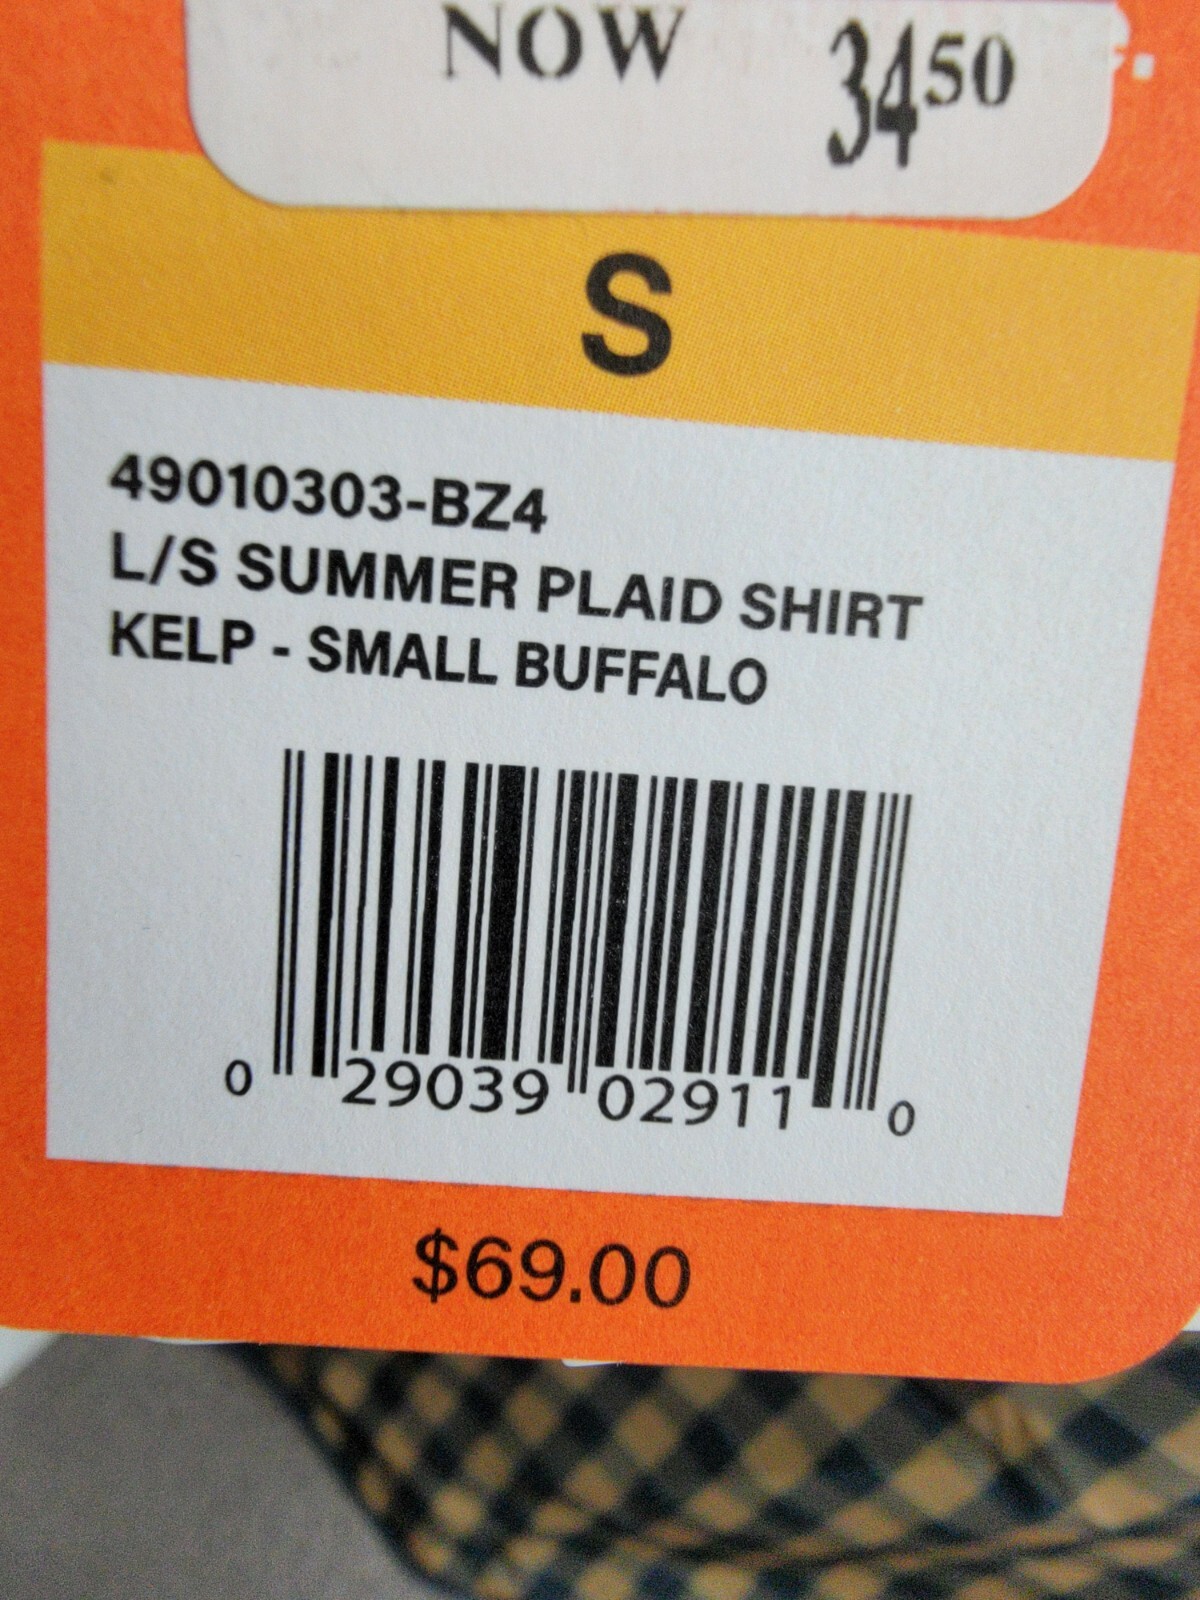 NOW 34 50
S
49010303-BZ4
L/S SUMMER PLAID SHIRT
KELP - SMALL BUFFALO
0 29039 02911 0
$69.00